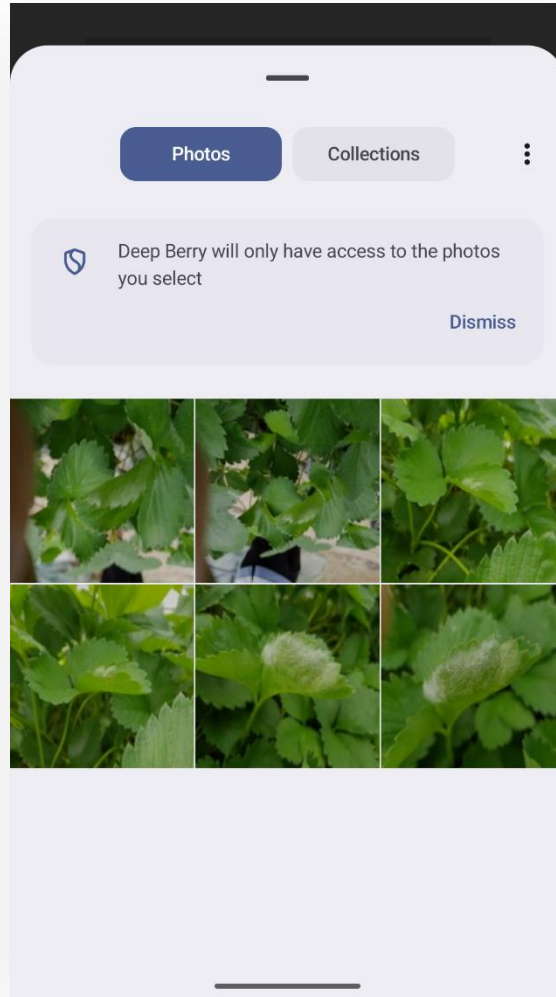 Photos
Collections
Deep Berry will only have access to the photos
you select
Dismiss